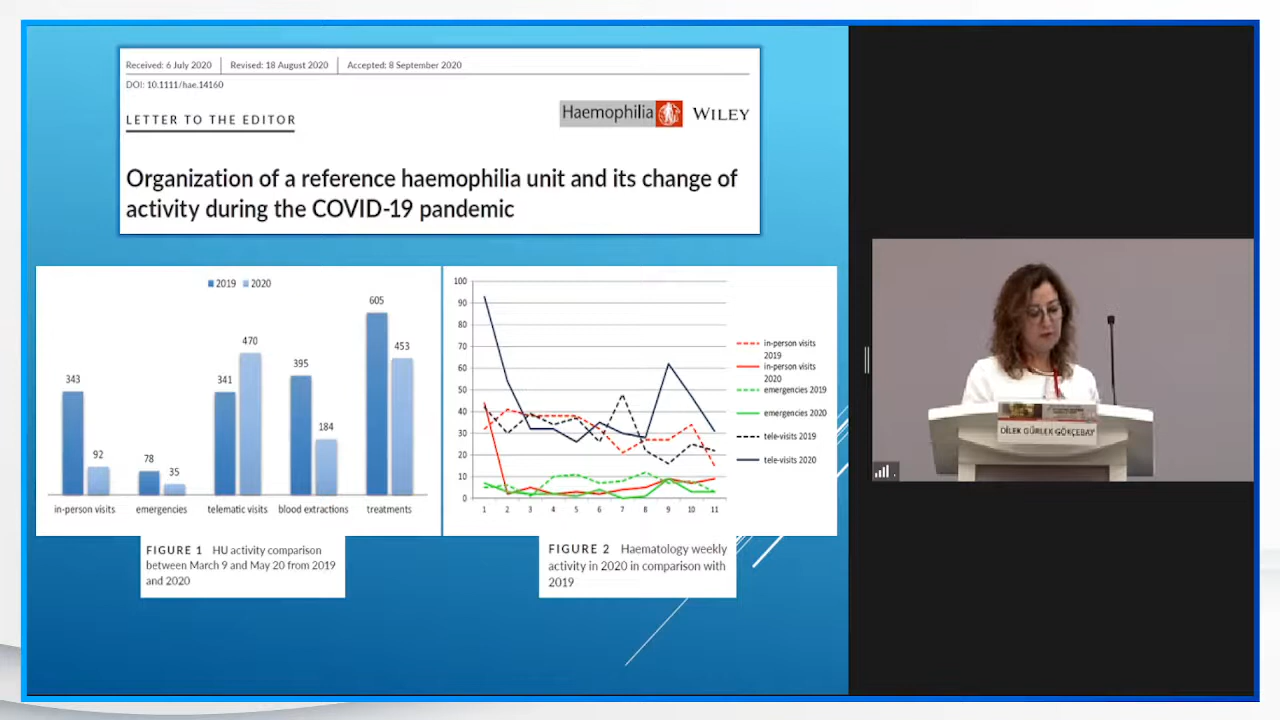 Received: 6 July 2020 | Revised: 18 August 2020 | Accepted: 8 September 2020
DOI: 10.1111/hae.14160
LETTER TO THE EDITOR
Haemophilia WILEY
Organization of a reference haemophilia unit and its change of
activity during the COVID-19 pandemic
2019 2020
343
92
78
35
341
470
395
184
605
453
in-person visits emergencies telematic visits blood extractions treatments
FIGURE 1 HU activity comparison
between March 9 and May 20 from 2019
and 2020
100
90
80
70
60
50
40
30
20
10
0
1 2 3 4 5 6 7 8 9 10 11
in-person visits
2019
in-person visits
2020
emergencies 2019
emergencies 2020
tele-visits 2019
tele-visits 2020
FIGURE 2 Haematology weekly
activity in 2020 in comparison with
2019
DİLEK GÜRLEK GÖKÇEBAY